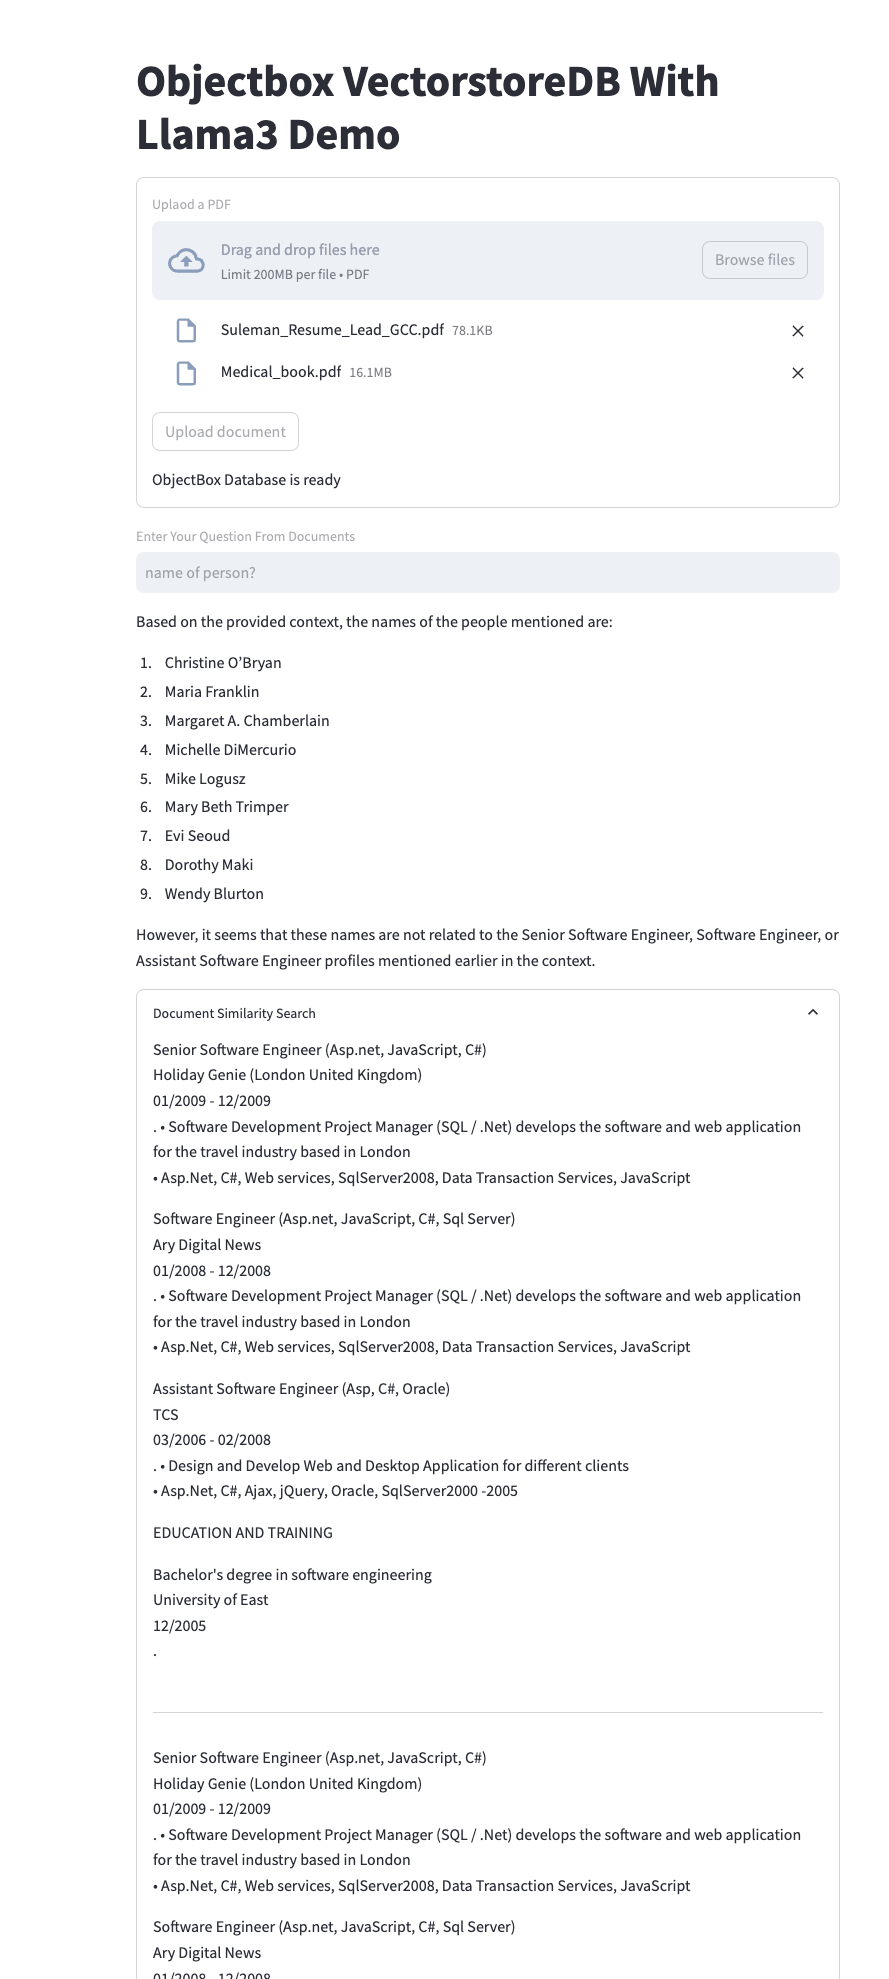 Objectbox VectorstoreDB With
Llama3 Demo
Uplaod a PDF
Drag and drop files here
Limit 200MB per file • PDF
Browse files
Suleman_Resume_Lead_GCC.pdf 78.1KB
Medical_book.pdf 16.1MB
Upload document
ObjectBox Database is ready
Enter Your Question From Documents
name of person?
Based on the provided context, the names of the people mentioned are:
1. Christine O’Bryan
2. Maria Franklin
3. Margaret A. Chamberlain
4. Michelle DiMercurio
5. Mike Logusz
6. Mary Beth Trimper
7. Evi Seoud
8. Dorothy Maki
9. Wendy Blurton
However, it seems that these names are not related to the Senior Software Engineer, Software Engineer, or
Assistant Software Engineer profiles mentioned earlier in the context.
Document Similarity Search
Senior Software Engineer (Asp.net, JavaScript, C#)
Holiday Genie (London United Kingdom)
01/2009 - 12/2009
. • Software Development Project Manager (SQL / .Net) develops the software and web application
for the travel industry based in London
• Asp.Net, C#, Web services, SqlServer2008, Data Transaction Services, JavaScript
Software Engineer (Asp.net, JavaScript, C#, Sql Server)
Ary Digital News
01/2008 - 12/2008
. • Software Development Project Manager (SQL / .Net) develops the software and web application
for the travel industry based in London
• Asp.Net, C#, Web services, SqlServer2008, Data Transaction Services, JavaScript
Assistant Software Engineer (Asp, C#, Oracle)
TCS
03/2006 - 02/2008
. • Design and Develop Web and Desktop Application for different clients
• Asp.Net, C#, Ajax, jQuery, Oracle, SqlServer2000 -2005
EDUCATION AND TRAINING
Bachelor's degree in software engineering
University of East
12/2005
.
Senior Software Engineer (Asp.net, JavaScript, C#)
Holiday Genie (London United Kingdom)
01/2009 - 12/2009
. • Software Development Project Manager (SQL / .Net) develops the software and web application
for the travel industry based in London
• Asp.Net, C#, Web services, SqlServer2008, Data Transaction Services, JavaScript
Software Engineer (Asp.net, JavaScript, C#, Sql Server)
Ary Digital News
01/2008 - 12/2008